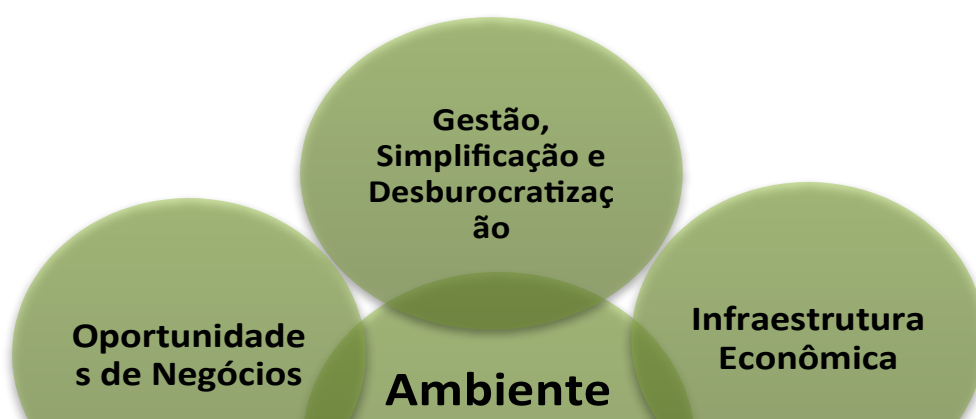 Gestão,
Simplificação e
Desburocratizaç
ão
Oportunidade
s de Negócios
Infraestrutura
Econômica
Ambiente